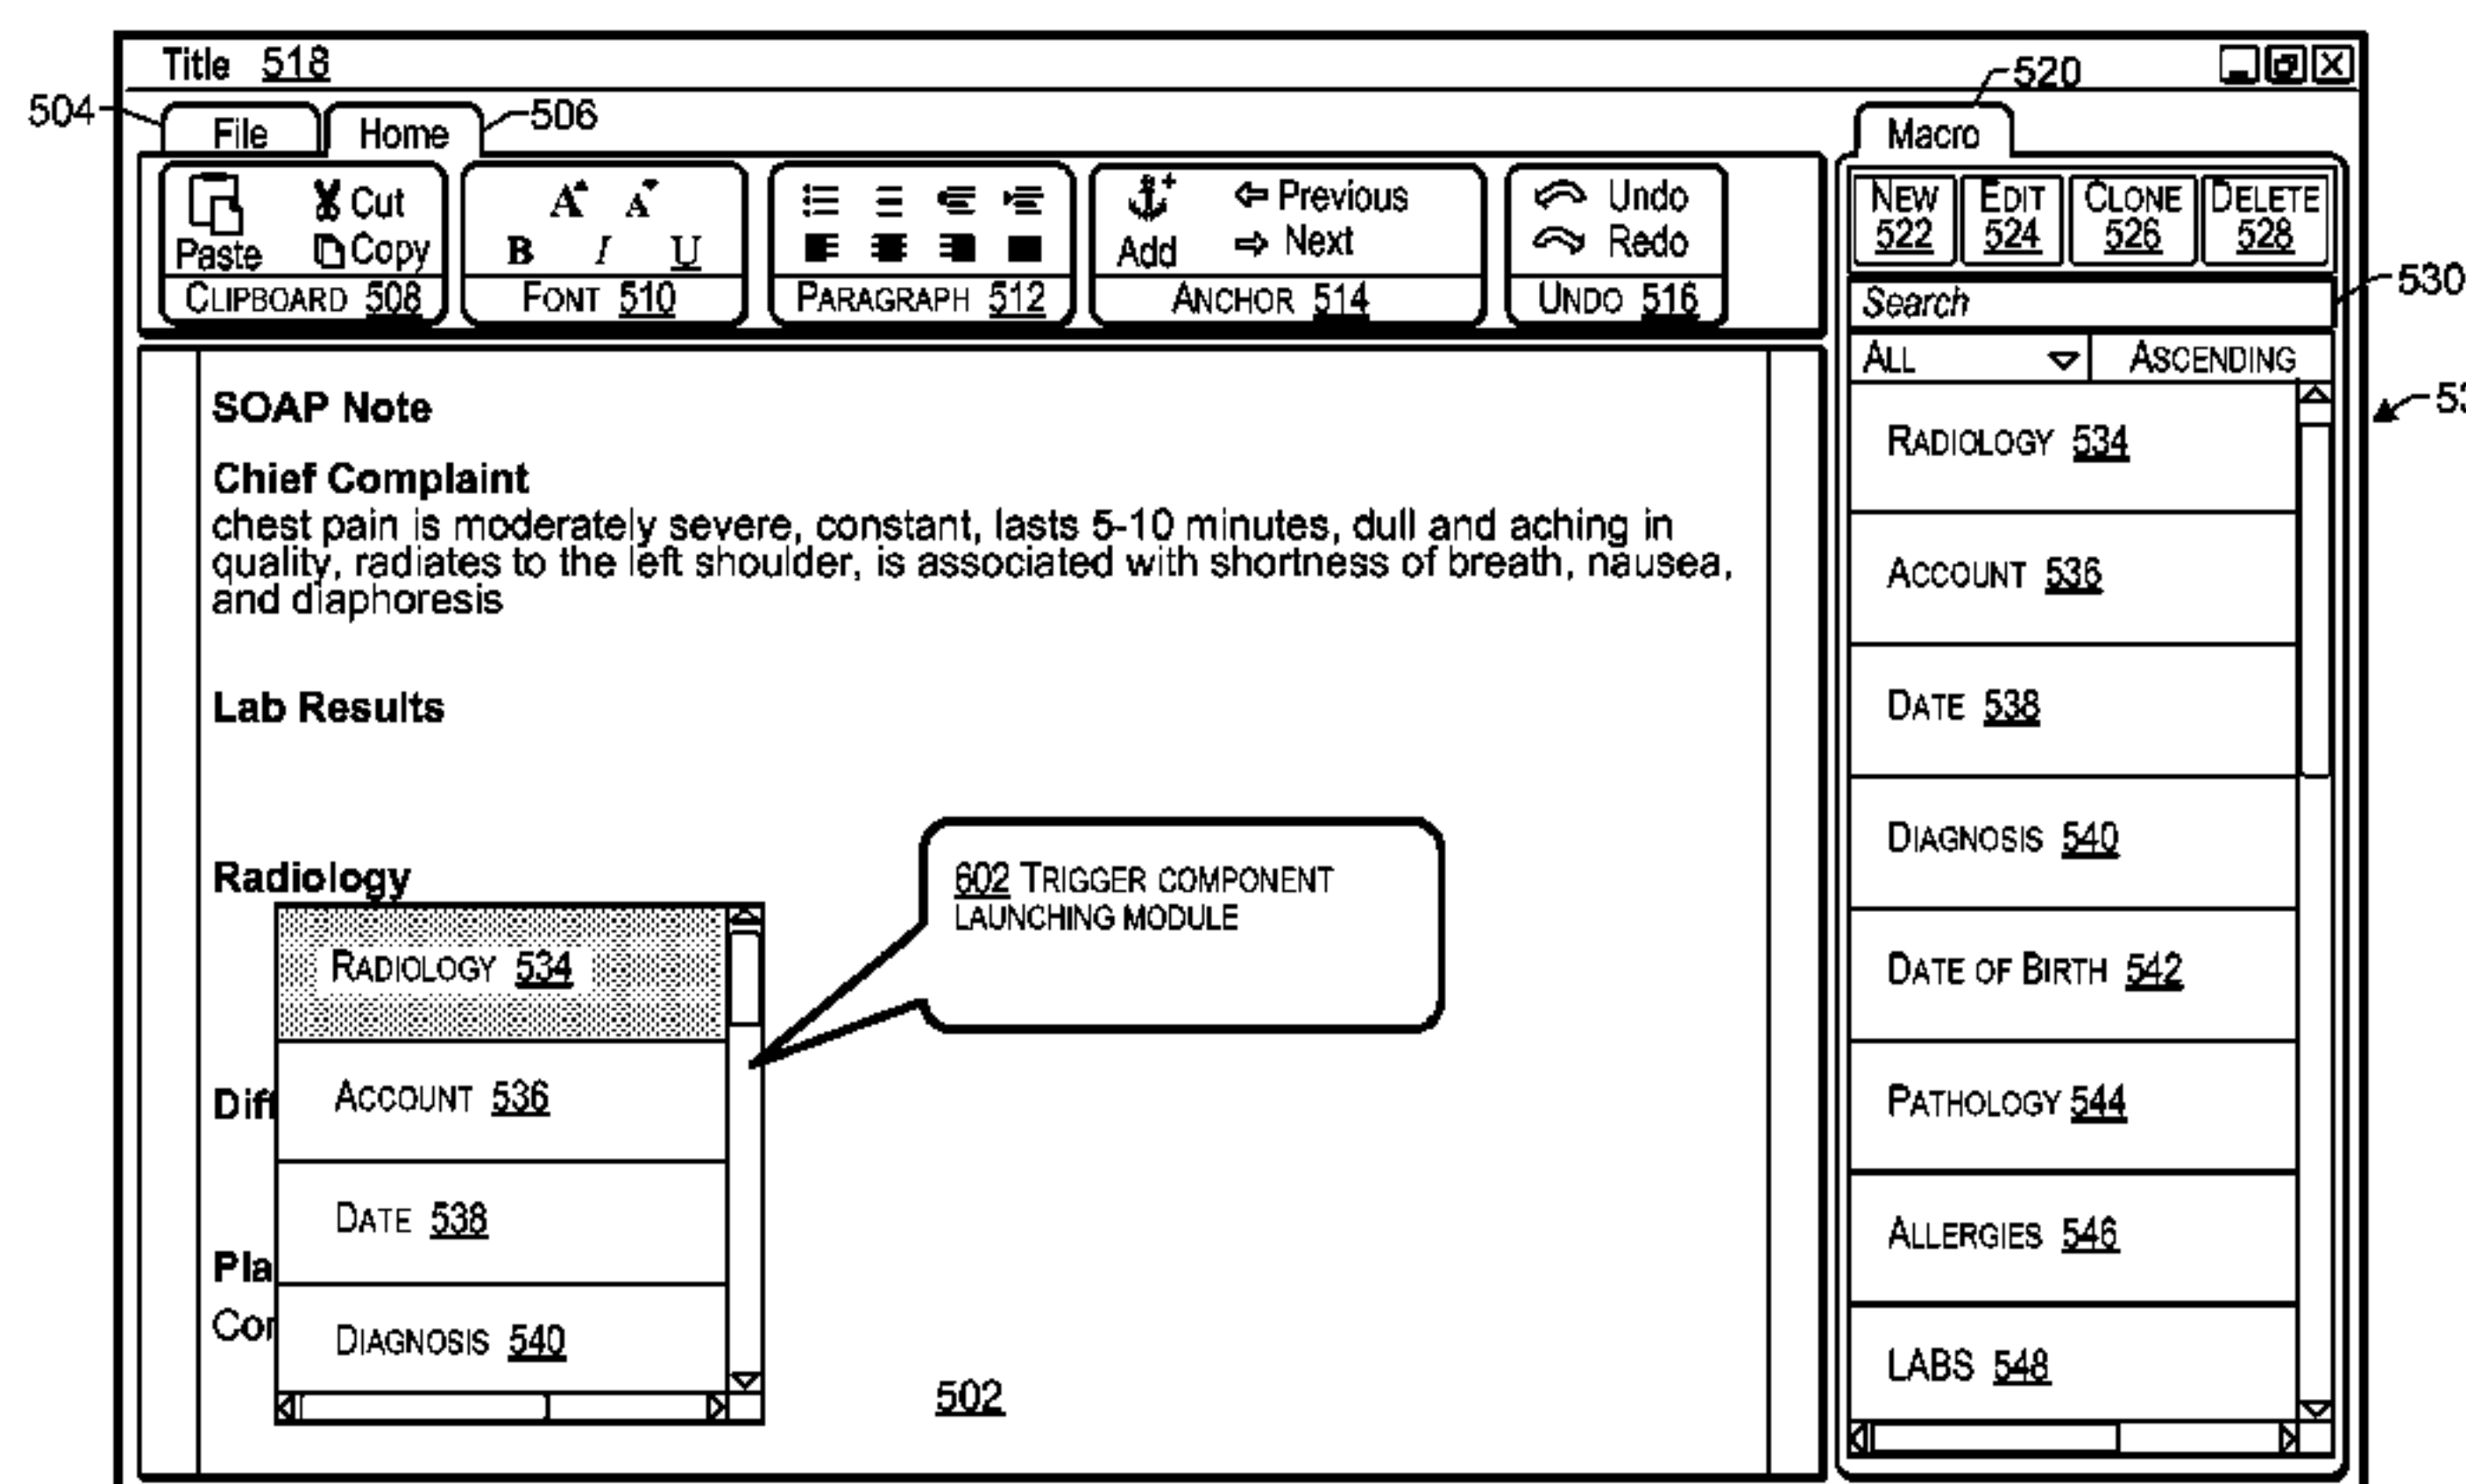 Title 518
520
504
File
Home
506
Macro
Paste
Cut
Copy
CLIPBOARD 508
A A
B I U
FONT 510
PARAGRAPH 512
Add
Previous
Next
ANCHOR 514
Undo
Redo
UNDO 516
NEW
522
EDIT
524
CLONE
526
DELETE
528
530
Search
ALL
ASCENDING
SOAP Note
Chief Complaint
chest pain is moderately severe, constant, lasts 5-10 minutes, dull and aching in
quality, radiates to the left shoulder, is associated with shortness of breath, nausea,
and diaphoresis
Lab Results
Radiology
RADIOLOGY 534
ACCOUNT 536
DATE 538
DIAGNOSIS 540
602 TRIGGER COMPONENT
LAUNCHING MODULE
Pla
502
RADIOLOGY 534
ACCOUNT 536
DATE 538
DIAGNOSIS 540
DATE OF BIRTH 542
PATHOLOGY 544
ALLERGIES 546
LABS 548